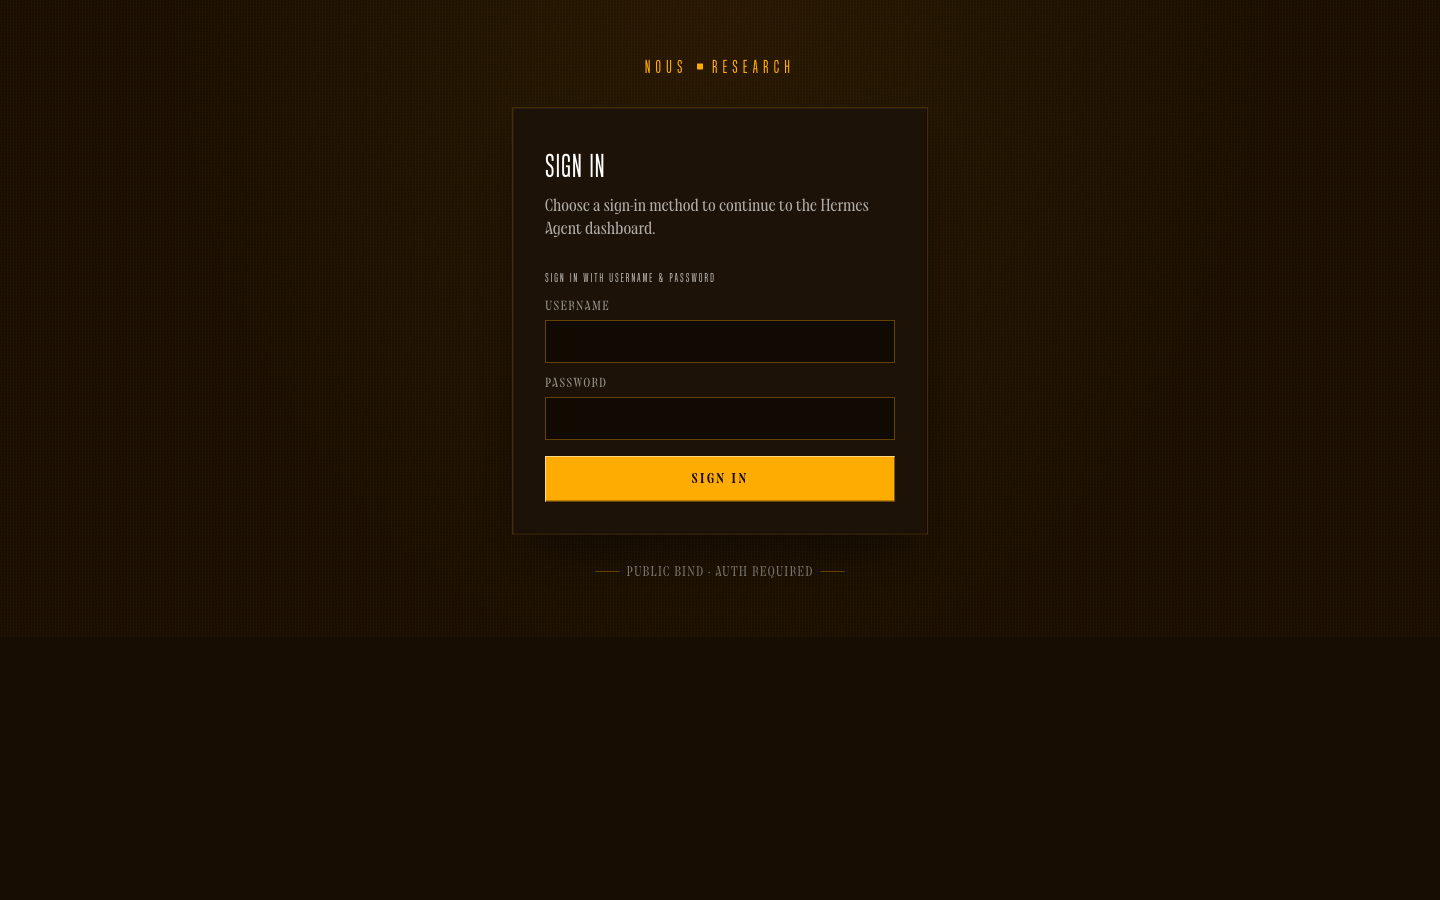 NOUS RESEARCH
SIGN IN
Choose a sign-in method to continue to the Hermes
Agent dashboard.
SIGN IN WITH USERNAME & PASSWORD
USERNAME
PASSWORD
SIGN IN
PUBLIC BIND · AUTH REQUIRED